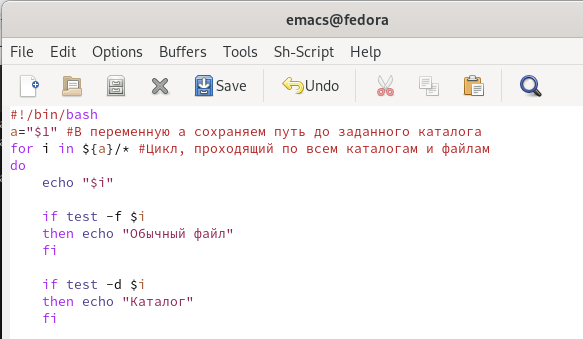 emacs@fedora
File Edit Options Buffers Tools Sh-Script Help
Save Undo
#!/bin/bash
a="$1" #В переменную а сохраняем путь до заданного каталога
for i in ${a}/* #Цикл, проходящий по всем каталогам и файлам
do
    echo "$i"
    if test -f $i
    then echo "Обычный файл"
    fi
    if test -d $i
    then echo "Каталог"
    fi